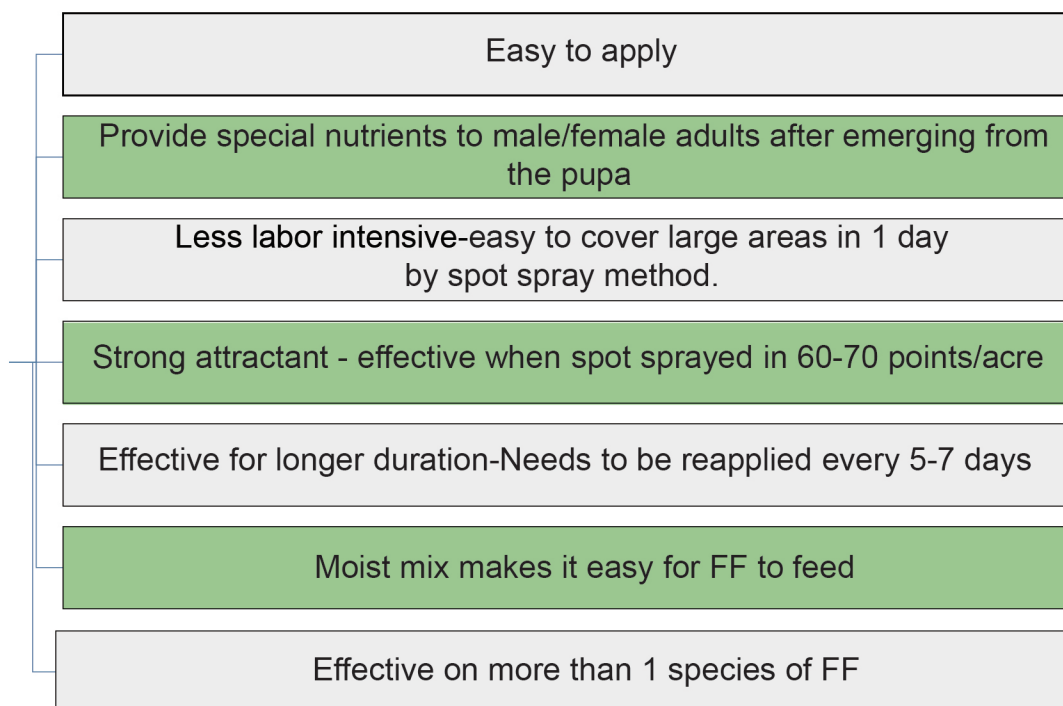 Easy to apply
Provide special nutrients to male/female adults after emerging from
the pupa
Less labor intensive-easy to cover large areas in 1 day
by spot spray method.
Strong attractant - effective when spot sprayed in 60-70 points/acre
Effective for longer duration-Needs to be reapplied every 5-7 days
Moist mix makes it easy for FF to feed
Effective on more than 1 species of FF